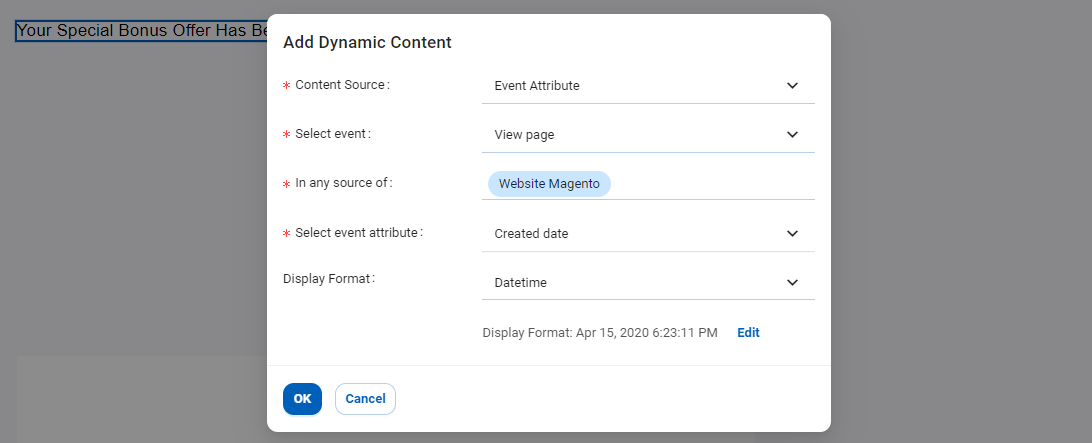 Your Special Bonus Offer Has Be
Add Dynamic Content
* Content Source: Event Attribute
* Select event: View page
* In any source of: Website Magento
* Select event attribute: Created date
Display Format: Datetime
Display Format: Apr 15, 2020 6:23:11 PM Edit
OK Cancel